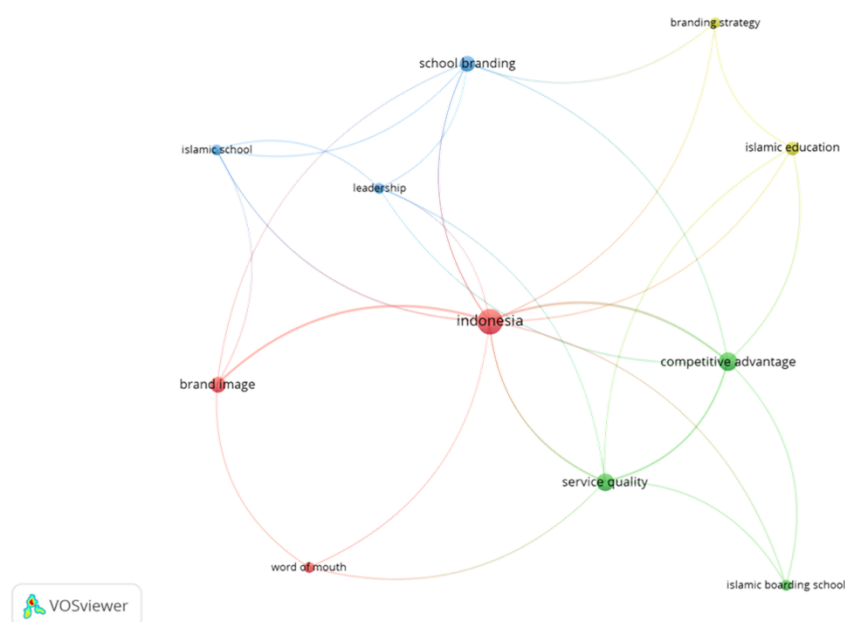 branding strategy
school branding
islamic school
islamic education
leadership
indonesia
competitive advantage
brand image
service quality
word of mouth
islamic boarding school
VOSviewer